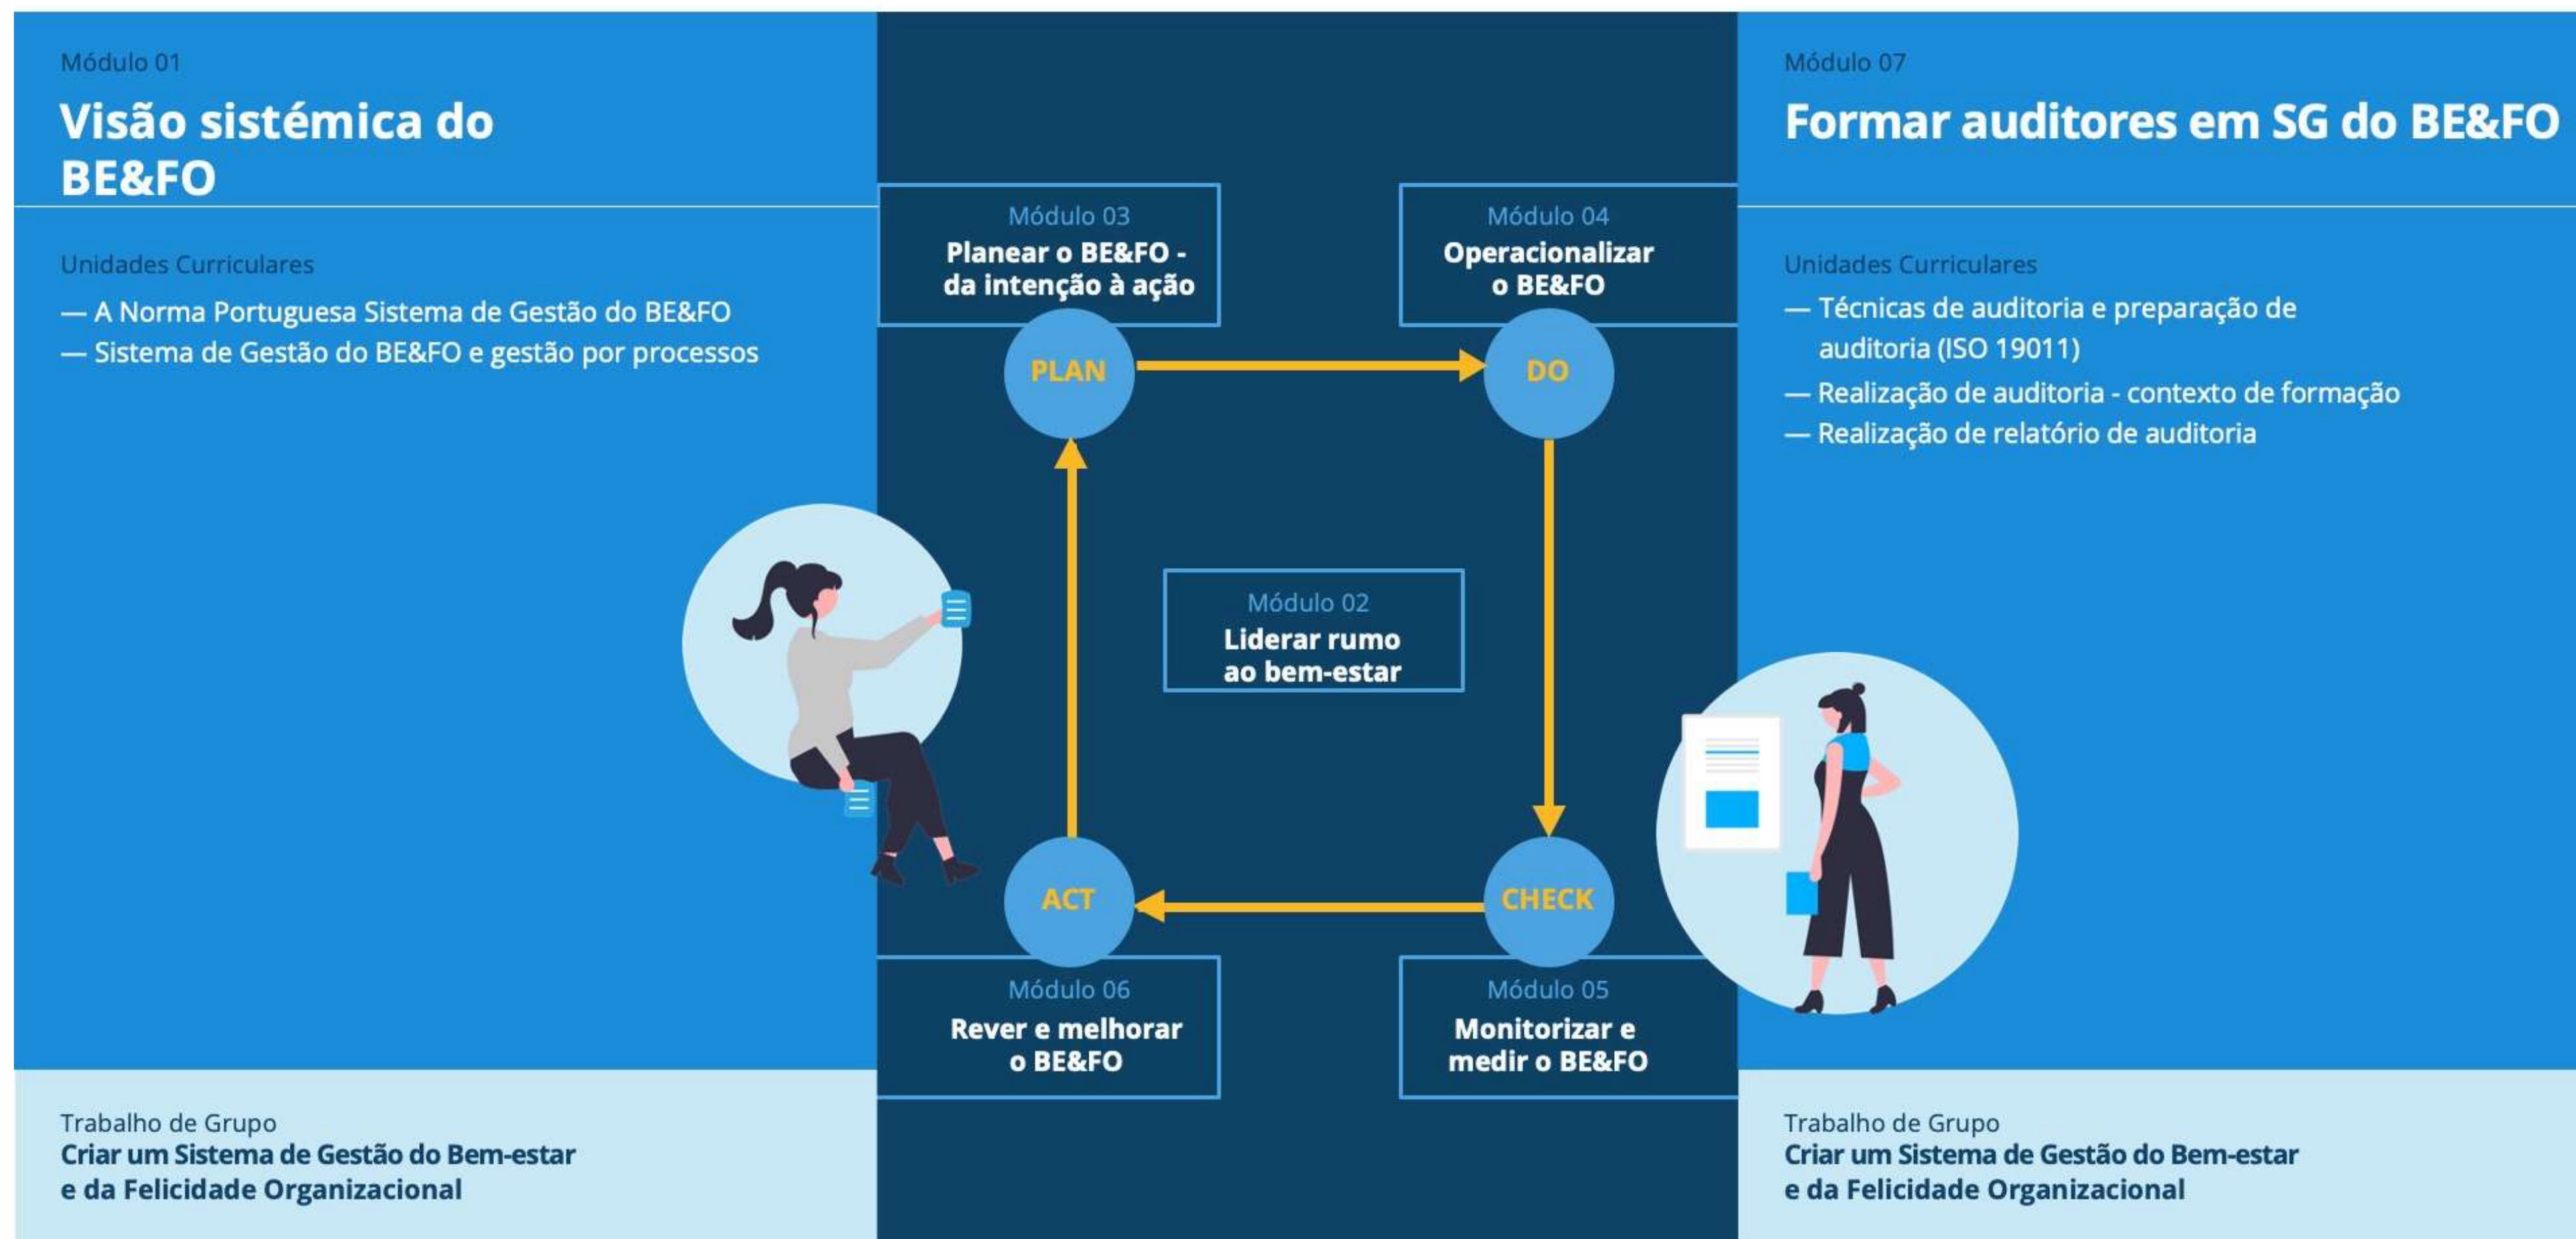 Módulo 01
Visão sistémica do
BE&FO
Unidades Curriculares
— A Norma Portuguesa Sistema de Gestão do BE&FO
— Sistema de Gestão do BE&FO e gestão por processos
Trabalho de Grupo
Criar um Sistema de Gestão do Bem-estar
e da Felicidade Organizacional
Módulo 03
Planear o BE&FO -
da intenção à ação
PLAN
Módulo 04
Operacionalizar
o BE&FO
DO
Módulo 02
Liderar rumo
ao bem-estar
ACT
Módulo 06
Rever e melhorar
o BE&FO
CHECK
Módulo 05
Monitorizar e
medir o BE&FO
Módulo 07
Formar auditores em SG do BE&FO
Unidades Curriculares
— Técnicas de auditoria e preparação de
auditoria (ISO 19011)
— Realização de auditoria - contexto de formação
— Realização de relatório de auditoria
Trabalho de Grupo
Criar um Sistema de Gestão do Bem-estar
e da Felicidade Organizacional